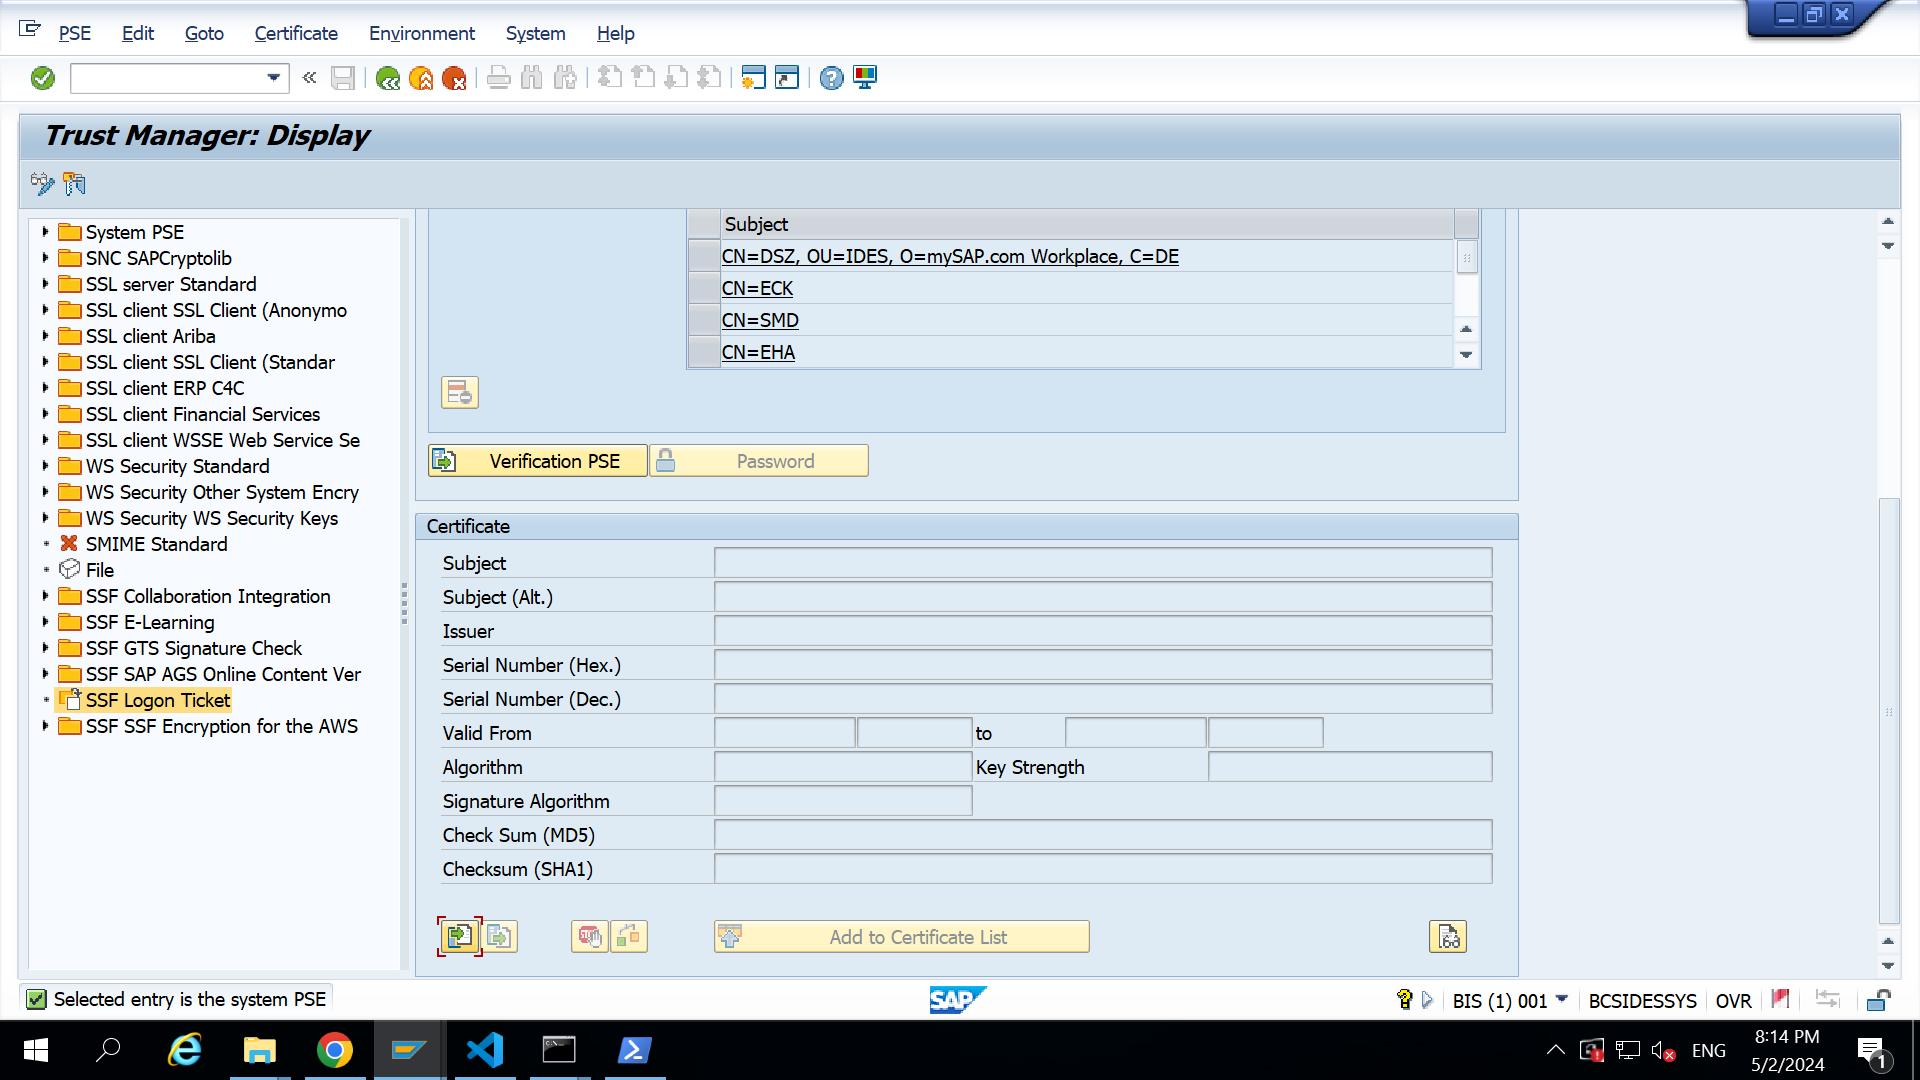 PSE Edit Goto Certificate Environment System Help
Trust Manager: Display
System PSE
SNC SAPCryptolib
SSL server Standard
SSL client SSL Client (Anonymo
SSL client Ariba
SSL client SSL Client (Standar
SSL client ERP C4C
SSL client Financial Services
SSL client WSSE Web Service Se
WS Security Standard
WS Security Other System Encry
WS Security WS Security Keys
SMIME Standard
File
SSF Collaboration Integration
SSF E-Learning
SSF GTS Signature Check
SSF SAP AGS Online Content Ver
SSF Logon Ticket
SSF SSF Encryption for the AWS
Subject
CN=DSZ, OU=IDES, O=mySAP.com Workplace, C=DE
CN=ECK
CN=SMD
CN=EHA
Verification PSE Password
Certificate
Subject
Subject (Alt.)
Issuer
Serial Number (Hex.)
Serial Number (Dec.)
Valid From to
Algorithm Key Strength
Signature Algorithm
Check Sum (MD5)
Checksum (SHA1)
Add to Certificate List
Selected entry is the system PSE SAP BIS (1) 001 BCSIDESSYS OVR
ENG 8:14 PM
5/2/2024 1